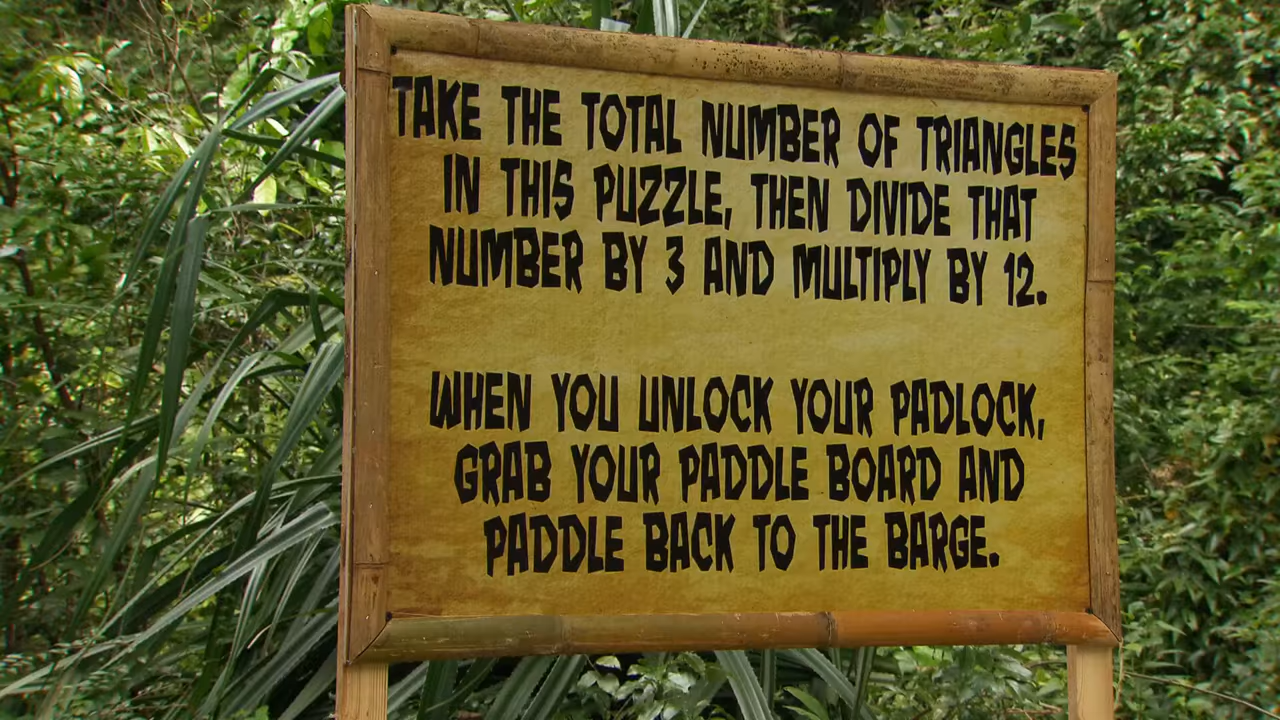 TAKE THE TOTAL NUMBER OF TRIANGLES
IN THIS PUZZLE, THEN DIVIDE THAT
NUMBER BY 3 AND MULTIPLY BY 12.
WHEN YOU UNLOCK YOUR PADLOCK,
GRAB YOUR PADDLE BOARD AND
PADDLE BACK TO THE BARGE.